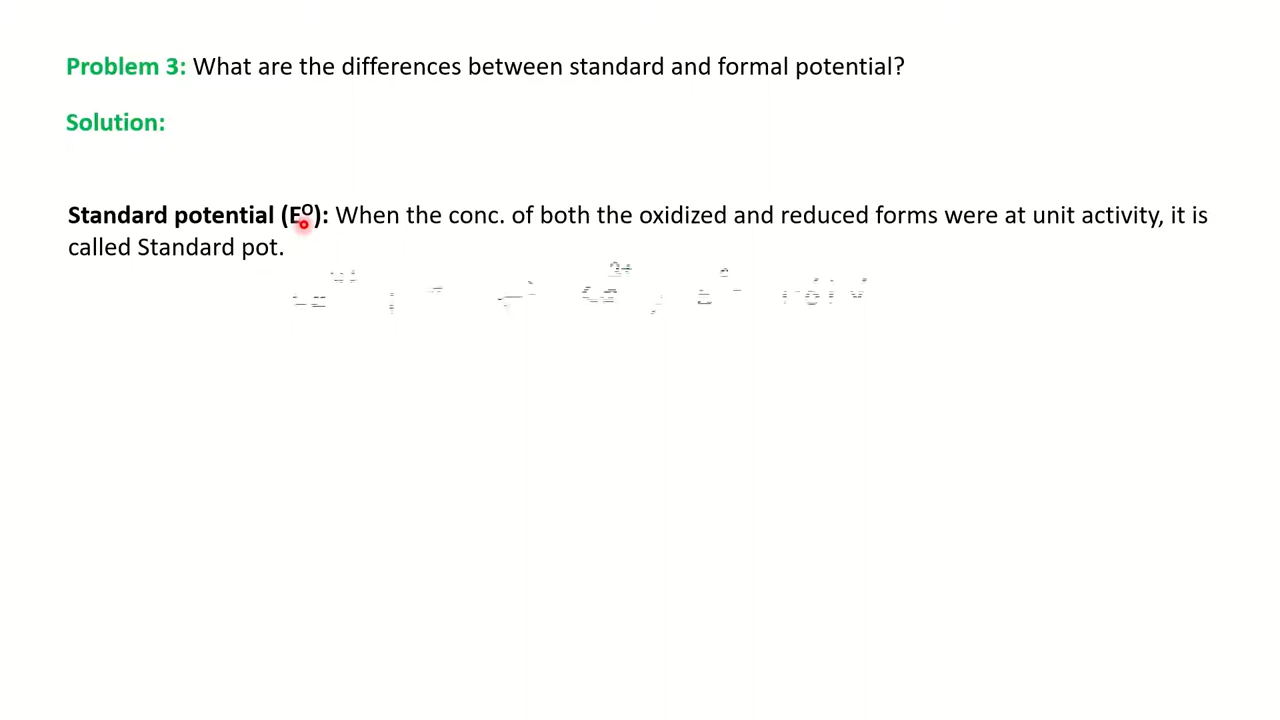 Problem 3: What are the differences between standard and formal potential?
Solution:
Standard potential (Eᴼ): When the conc. of both the oxidized and reduced forms were at unit activity, it is
called Standard pot.